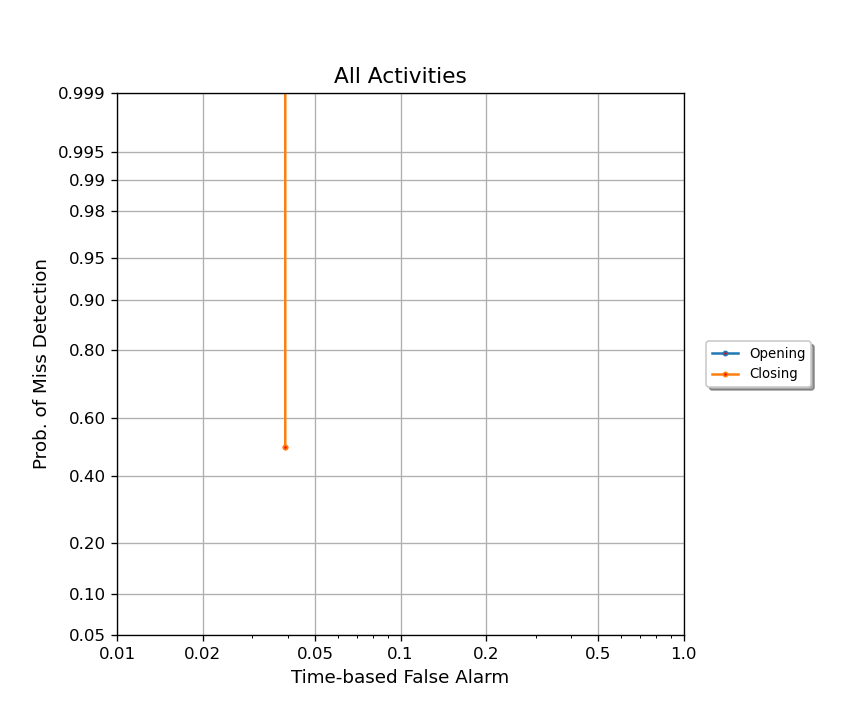 All Activities
0.999
0.995
0.99
0.98
0.95
0.90
0.80
0.60
0.40
0.20
0.10
0.05
Prob. of Miss Detection
0.01 0.02 0.05 0.1 0.2 0.5 1.0
Time-based False Alarm
Opening
Closing